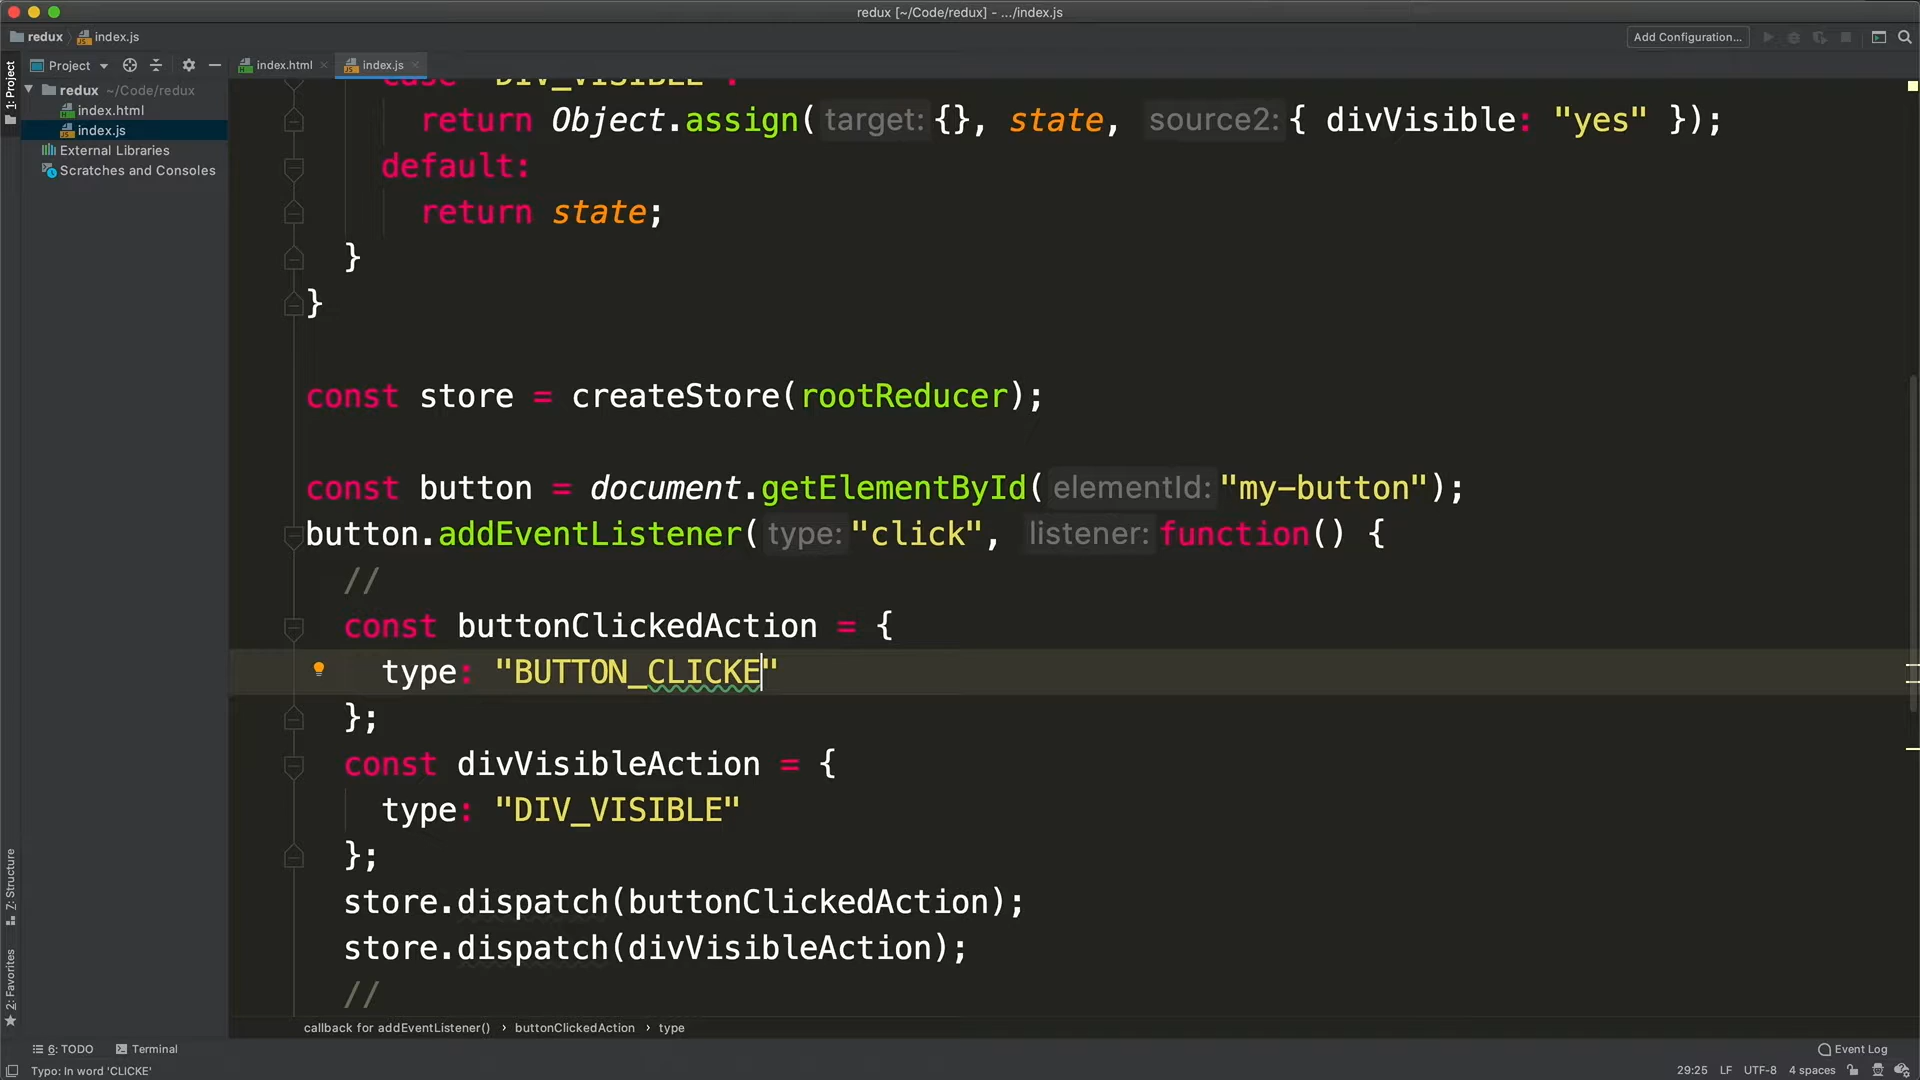 redux [~/Code/redux] - .../index.js
redux index.js Add Configuration...
Project index.html index.js
1: Project
redux ~/Code/redux
index.html
index.js
External Libraries
Scratches and Consoles
case "DIV_VISIBLE":
return Object.assign( target: {}, state, source2: { divVisible: "yes" });
default:
return state;
}
}
const store = createStore(rootReducer);
const button = document.getElementById( elementId: "my-button");
button.addEventListener( type: "click", listener: function() {
//
const buttonClickedAction = {
type: "BUTTON_CLICKE"
};
const divVisibleAction = {
type: "DIV_VISIBLE"
};
store.dispatch(buttonClickedAction);
store.dispatch(divVisibleAction);
//
Z: Structure
2: Favorites
callback for addEventListener() › buttonClickedAction › type
6: TODO Terminal Event Log
Typo: In word 'CLICKE' 29:25 LF UTF-8 4 spaces